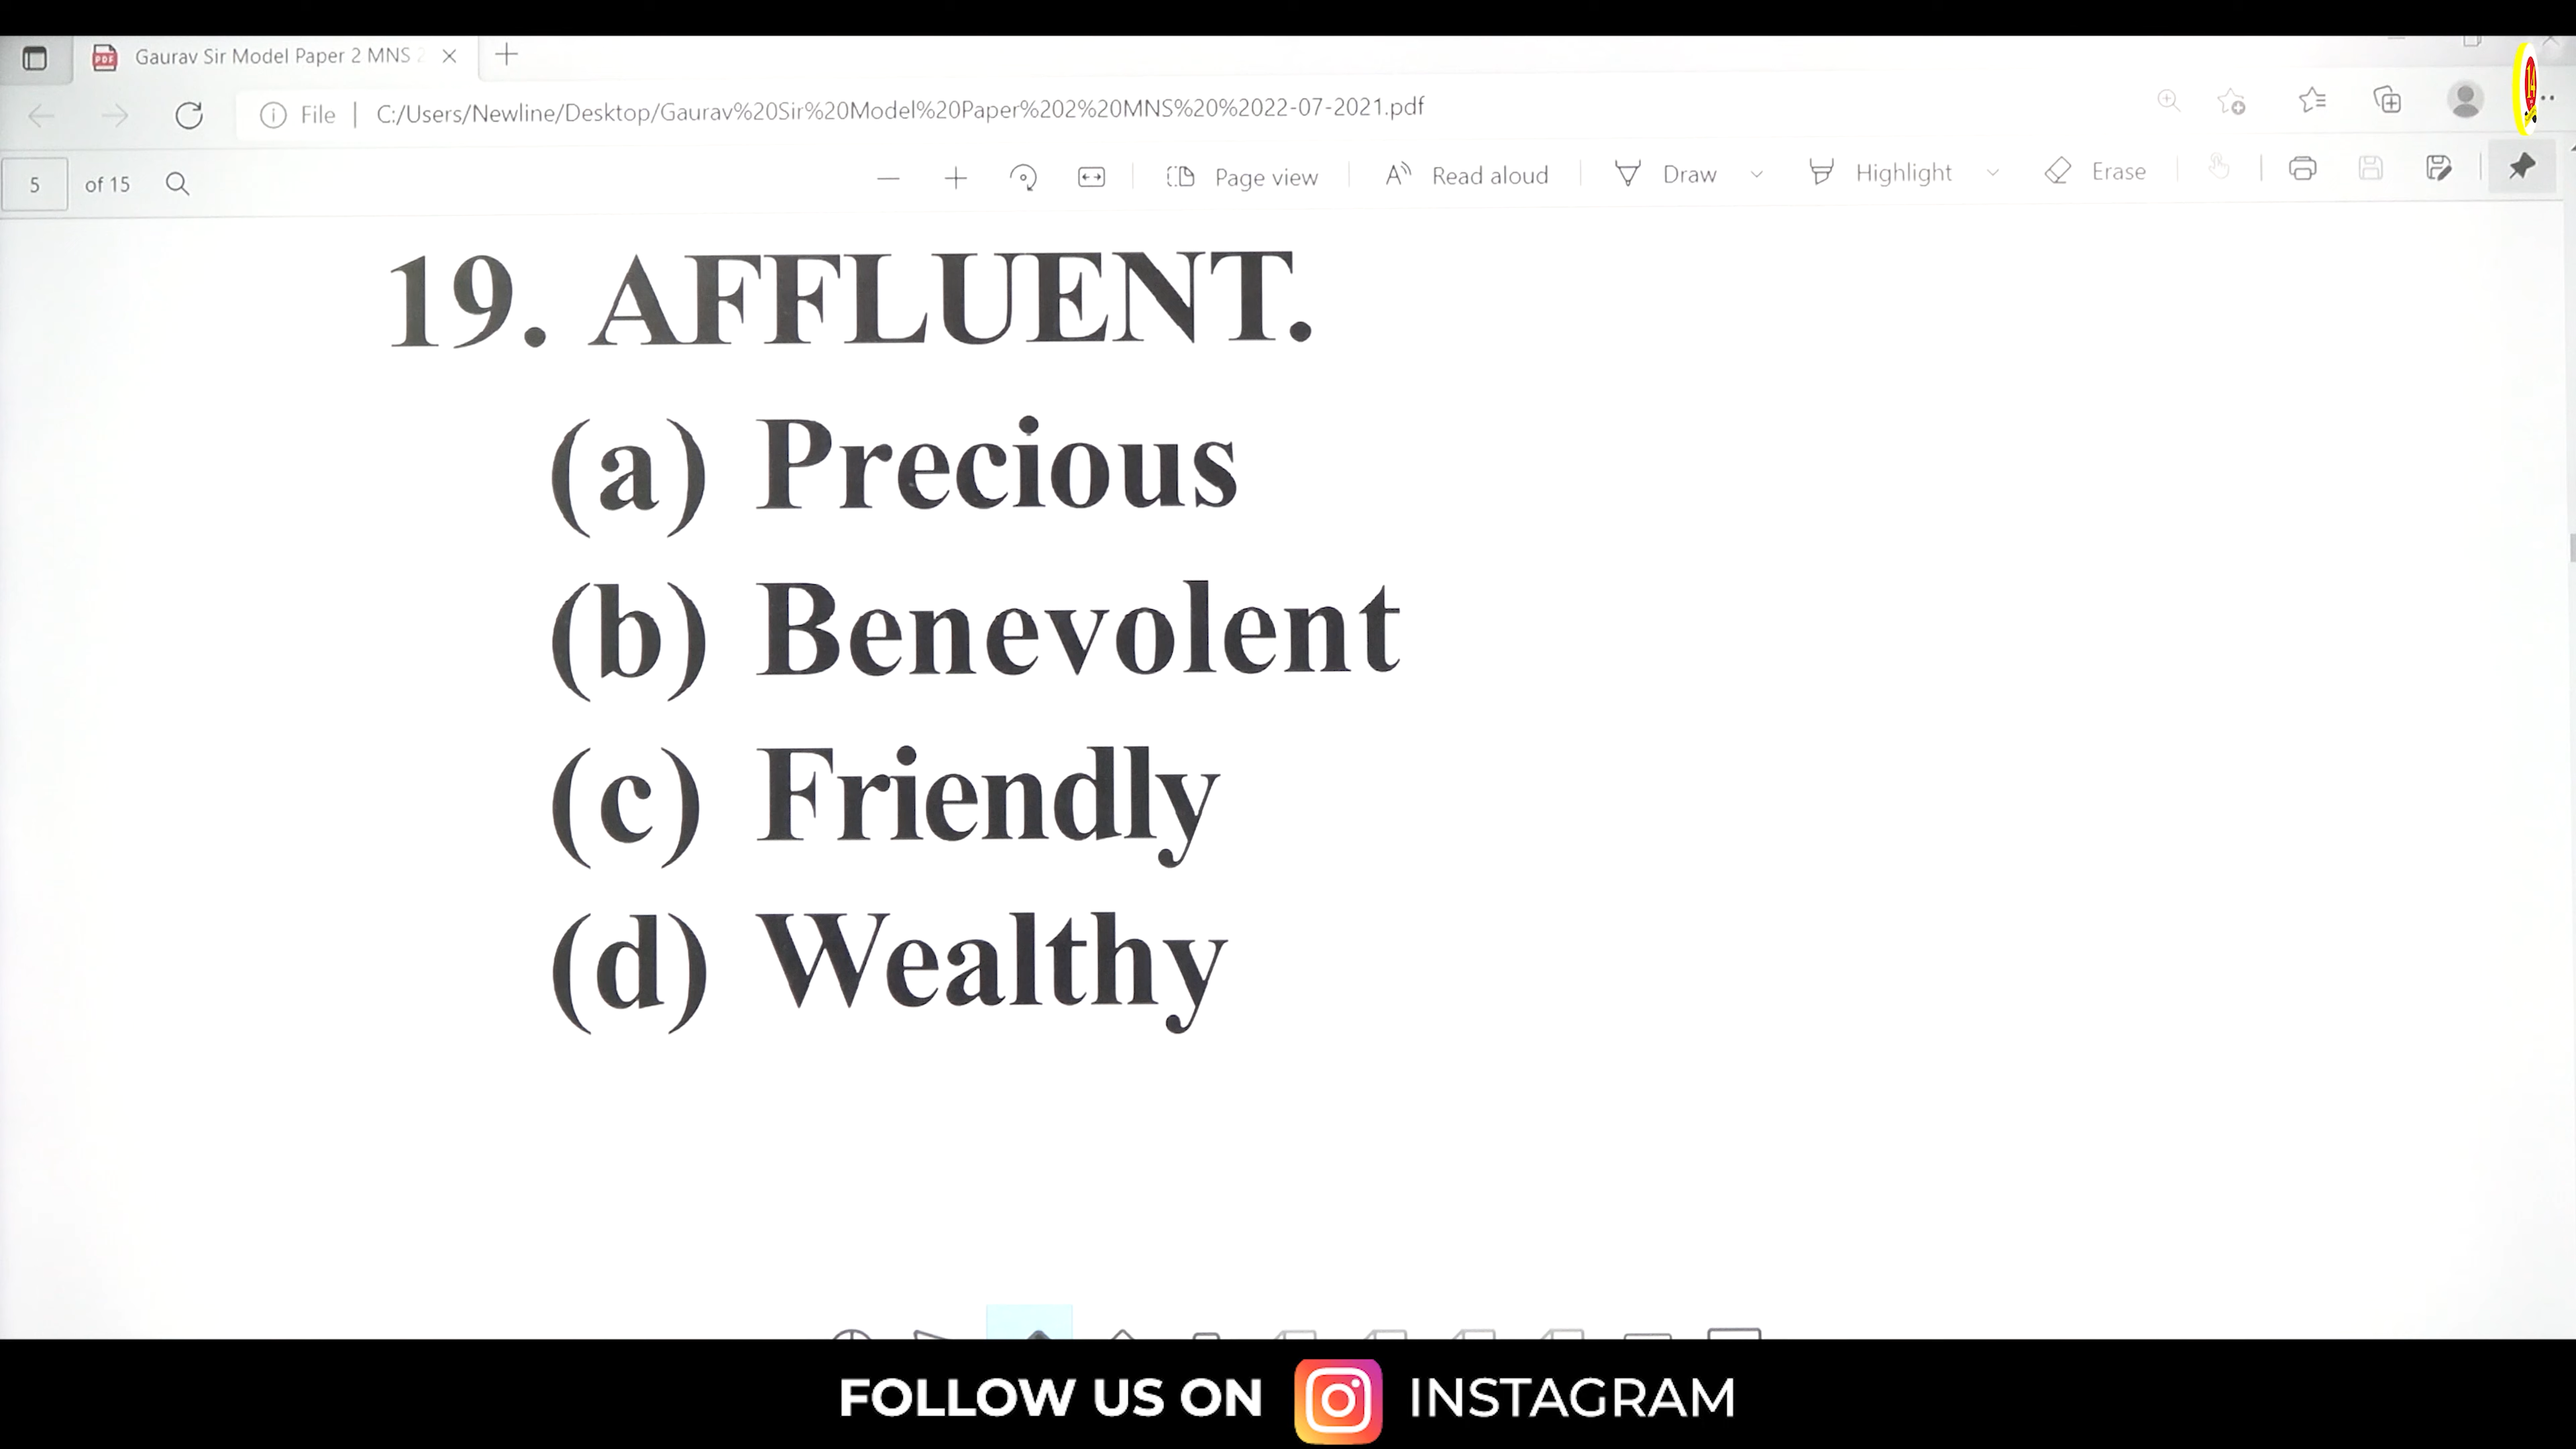 Gaurav Sir Model Paper 2 MNS
File | C:/Users/Newline/Desktop/Gaurav%20Sir%20Model%20Paper%202%20MNS%20%2022-07-2021.pdf
5 of 15 Page view Read aloud Draw Highlight Erase
19. AFFLUENT.
(a) Precious
(b) Benevolent
(c) Friendly
(d) Wealthy
FOLLOW US ON INSTAGRAM